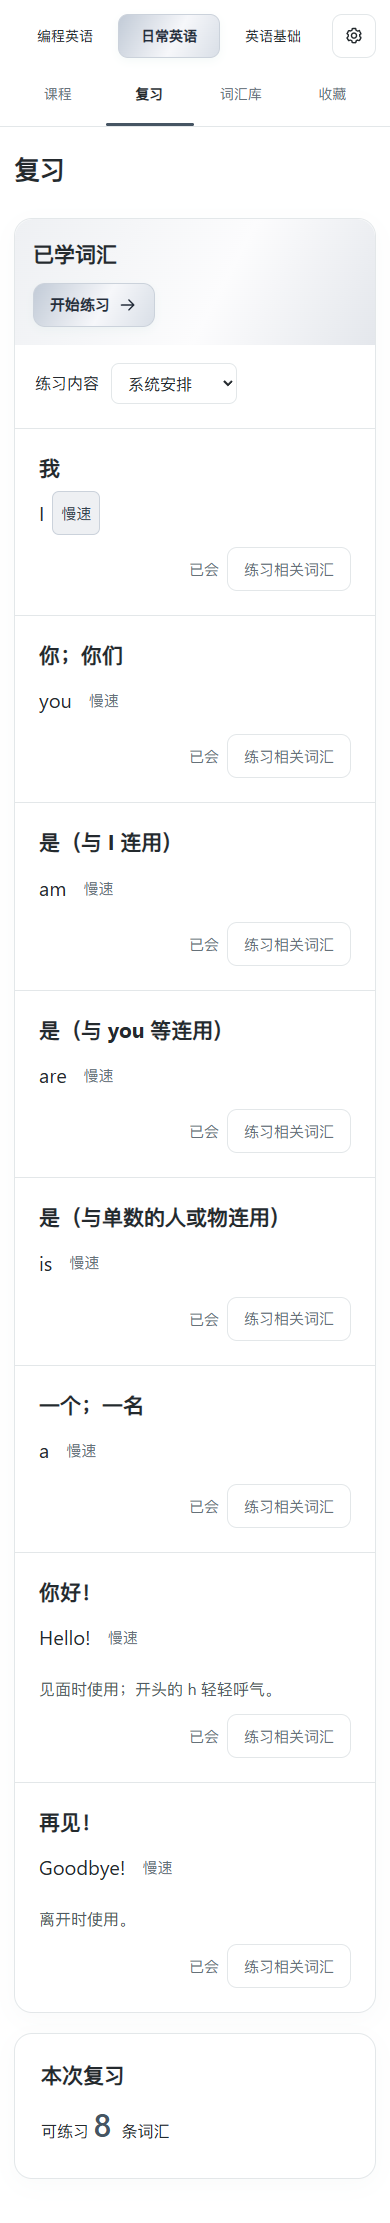 编程英语 日常英语 英语基础
课程 复习 词汇库 收藏
复习
已学词汇
开始练习 →
练习内容 系统安排
我
I 慢速
已会 练习相关词汇
你；你们
you 慢速
已会 练习相关词汇
是（与 I 连用）
am 慢速
已会 练习相关词汇
是（与 you 等连用）
are 慢速
已会 练习相关词汇
是（与单数的人或物连用）
is 慢速
已会 练习相关词汇
一个；一名
a 慢速
已会 练习相关词汇
你好！
Hello! 慢速
见面时使用；开头的 h 轻轻呼气。
已会 练习相关词汇
再见！
Goodbye! 慢速
离开时使用。
已会 练习相关词汇
本次复习
可练习 8 条词汇